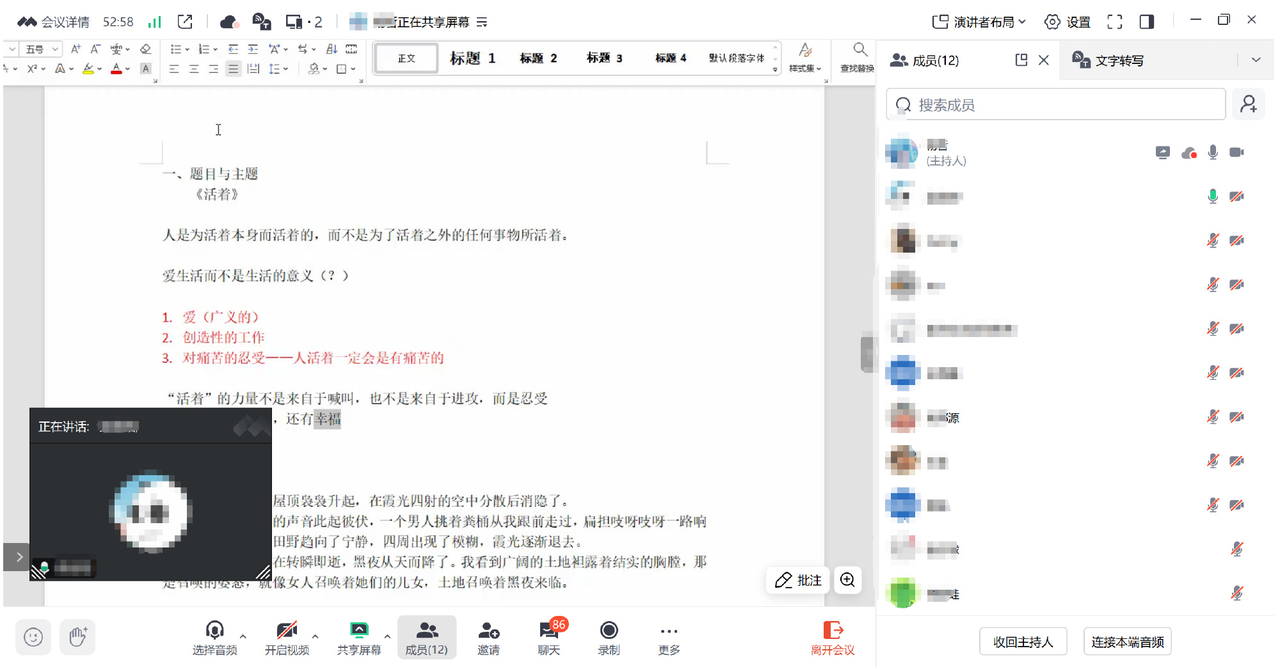 会议详情 52:58 · 2 正在共享屏幕 演讲者布局 设置
五号 A+ A- 正文 标题 1 标题 2 标题 3 标题 4 默认段落字体 样式集 查找替换
成员(12) 文字转写
搜索成员
(主持人)
源
一、题目与主题
《活着》
人是为活着本身而活着的，而不是为了活着之外的任何事物所活着。
爱生活而不是生活的意义（？）
1. 爱（广义的）
2. 创造性的工作
3. 对痛苦的忍受——人活着一定会是有痛苦的
“活着”的力量不是来自于喊叫，也不是来自于进攻，而是忍受
，还有幸福
屋顶袅袅升起，在霞光四射的空中分散后消隐了。
的声音此起彼伏，一个男人挑着粪桶从我跟前走过，扁担吱呀吱呀一路响
田野趋向了宁静，四周出现了模糊，霞光逐渐退去。
在转瞬即逝，黑夜从天而降了。我看到广阔的土地袒露着结实的胸膛，那
是召唤的姿态，就像女人召唤着她们的儿女，土地召唤着黑夜来临。
正在讲话:
批注
选择音频 开启视频 共享屏幕 成员(12) 邀请 86 聊天 录制 更多 离开会议
收回主持人 连接本端音频